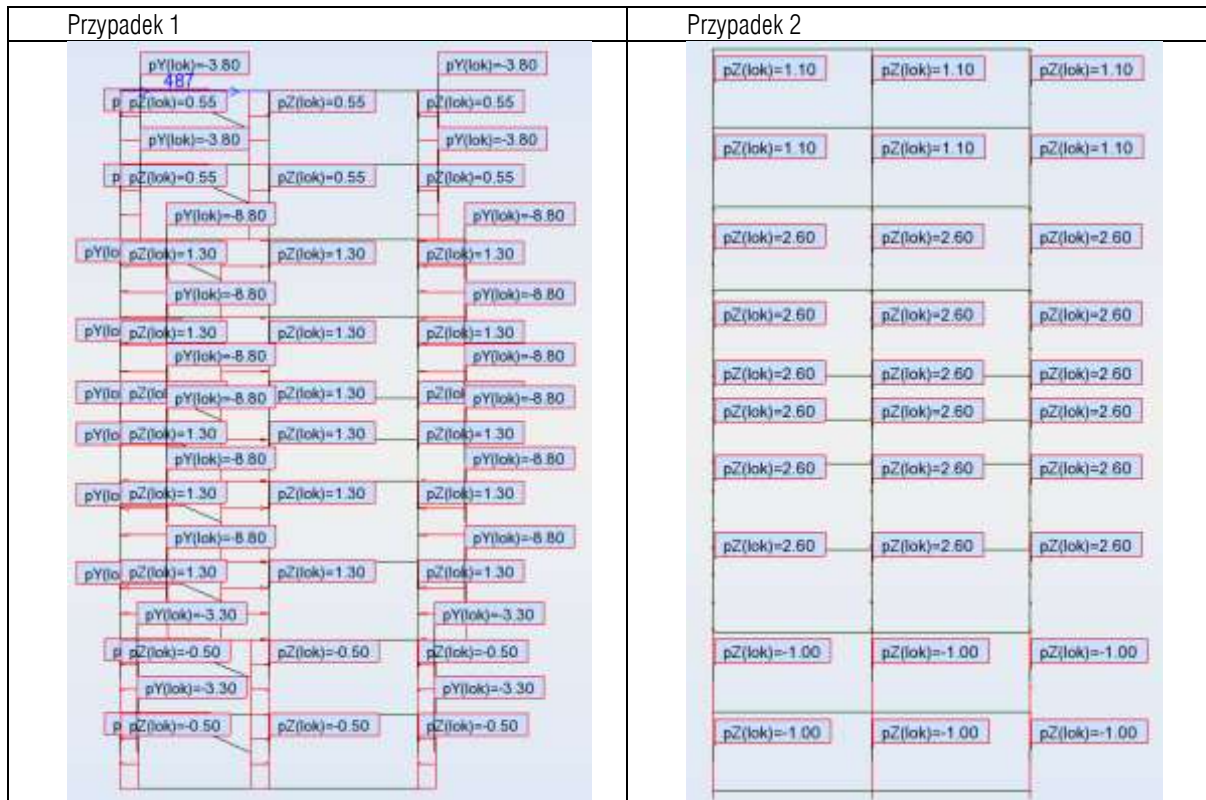 Przypadek 1
Przypadek 2
pY(lok)=-3.80 pY(lok)=-3.80
487
p pZ(lok)=0.55 pZ(lok)=0.55 pZ(lok)=0.55
pY(lok)=-3.80 pY(lok)=-3.80
p pZ(lok)=0.55 pZ(lok)=0.55 pZ(lok)=0.55
pY(lok)=-8.80 pY(lok)=-8.80
pY(lo pZ(lok)=1.30 pZ(lok)=1.30 pZ(lok)=1.30
pY(lok)=-8.80 pY(lok)=-8.80
pY(lo pZ(lok)=1.30 pZ(lok)=1.30 pZ(lok)=1.30
pY(lok)=-8.80 pY(lok)=-8.80
pY(lo pZ(lok pY(lok)=-8.80 pZ(lok)=1.30 pZ(lok pY(lok)=-8.80
pY(lo pZ(lok)=1.30 pZ(lok)=1.30 pZ(lok)=1.30
pY(lok)=-8.80 pY(lok)=-8.80
pY(lo pZ(lok)=1.30 pZ(lok)=1.30 pZ(lok)=1.30
pY(lok)=-8.80 pY(lok)=-8.80
pY(lo pZ(lok)=1.30 pZ(lok)=1.30 pZ(lok)=1.30
pY(lok)=-3.30 pY(lok)=-3.30
p pZ(lok)=-0.50 pZ(lok)=-0.50 pZ(lok)=-0.50
pY(lok)=-3.30 pY(lok)=-3.30
p pZ(lok)=-0.50 pZ(lok)=-0.50 pZ(lok)=-0.50
pZ(lok)=1.10 pZ(lok)=1.10 pZ(lok)=1.10
pZ(lok)=1.10 pZ(lok)=1.10 pZ(lok)=1.10
pZ(lok)=2.60 pZ(lok)=2.60 pZ(lok)=2.60
pZ(lok)=2.60 pZ(lok)=2.60 pZ(lok)=2.60
pZ(lok)=2.60 pZ(lok)=2.60 pZ(lok)=2.60
pZ(lok)=2.60 pZ(lok)=2.60 pZ(lok)=2.60
pZ(lok)=2.60 pZ(lok)=2.60 pZ(lok)=2.60
pZ(lok)=2.60 pZ(lok)=2.60 pZ(lok)=2.60
pZ(lok)=-1.00 pZ(lok)=-1.00 pZ(lok)=-1.00
pZ(lok)=-1.00 pZ(lok)=-1.00 pZ(lok)=-1.00